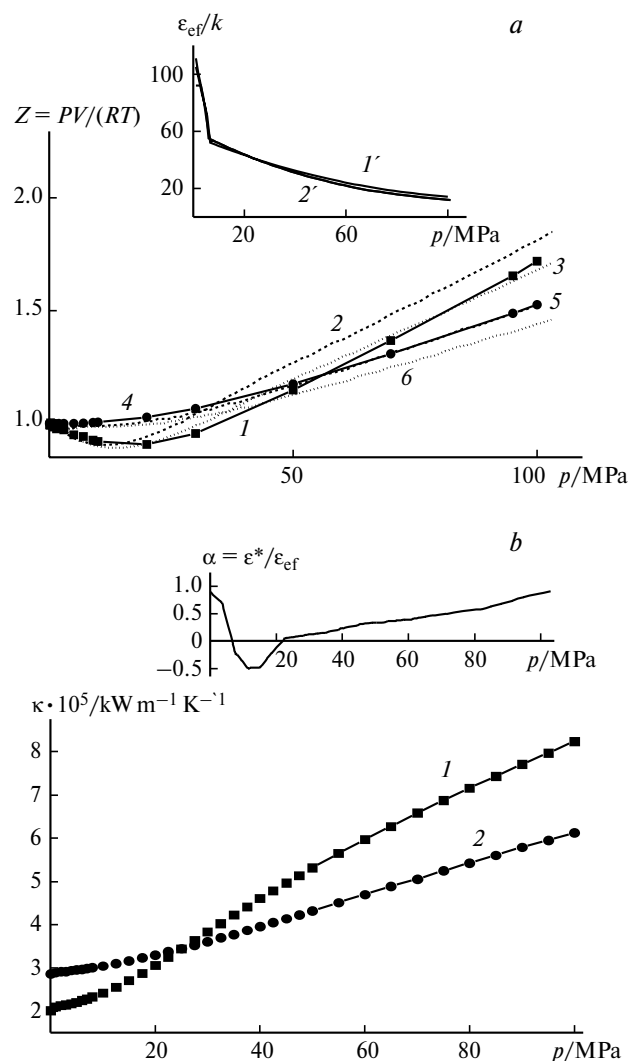 a
ε_ef/k
100
60
20
1′
2′
20 60 p/MPa
Z = PV/(RT)
2.0
1.5
1.0
2
3
5
4
1
6
50 100 p/MPa
b
α = ε*/ε_ef
1.0
0.5
0
−0.5
20 40 60 80 p/MPa
κ•10⁵/kW m⁻¹ K⁻`¹
8
7
6
5
4
3
2
1
2
20 40 60 80 p/MPa